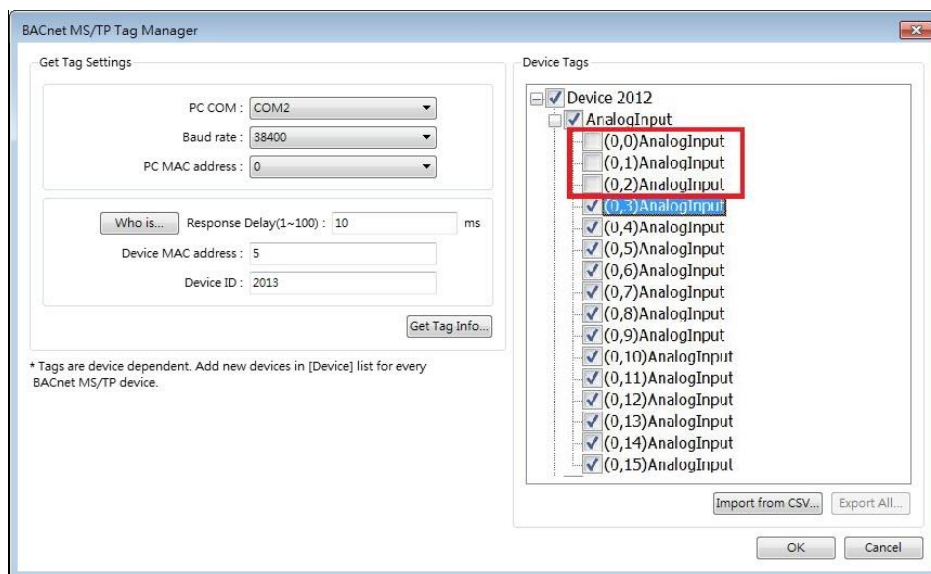 BACnet MS/TP Tag Manager
Get Tag Settings
PC COM : COM2
Baud rate : 38400
PC MAC address : 0
Who is... Response Delay(1~100) : 10 ms
Device MAC address : 5
Device ID : 2013
Get Tag Info...
* Tags are device dependent. Add new devices in [Device] list for every
BACnet MS/TP device.
Device Tags
Device 2012
AnalogInput
(0,0)AnalogInput
(0,1)AnalogInput
(0,2)AnalogInput
(0,3)AnalogInput
(0,4)AnalogInput
(0,5)AnalogInput
(0,6)AnalogInput
(0,7)AnalogInput
(0,8)AnalogInput
(0,9)AnalogInput
(0,10)AnalogInput
(0,11)AnalogInput
(0,12)AnalogInput
(0,13)AnalogInput
(0,14)AnalogInput
(0,15)AnalogInput
Import from CSV... Export All...
OK Cancel